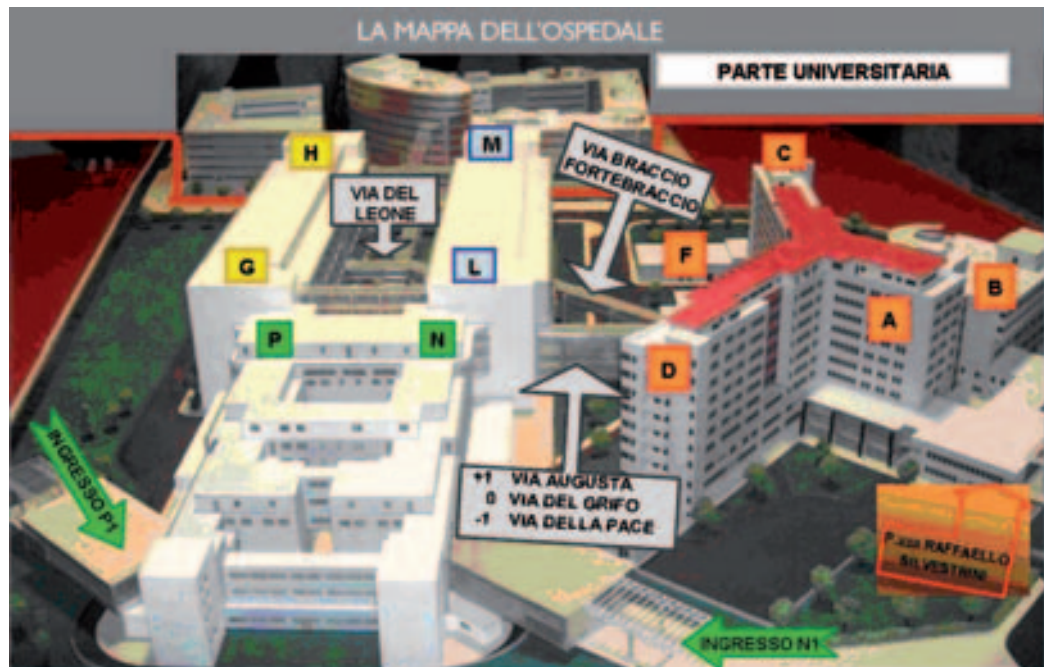 LA MAPPA DELL'OSPEDALE
PARTE UNIVERSITARIA
H
M
C
VIA BRACCIO
FORTEBRACCIO
VIA DEL
LEONE
F
G
L
B
A
P
N
D
+1 VIA AUGUSTA
0 VIA DEL GRIFO
-1 VIA DELLA PACE
INGRESSO P1
P.zza RAFFAELLO
SILVESTRINI
INGRESSO N1